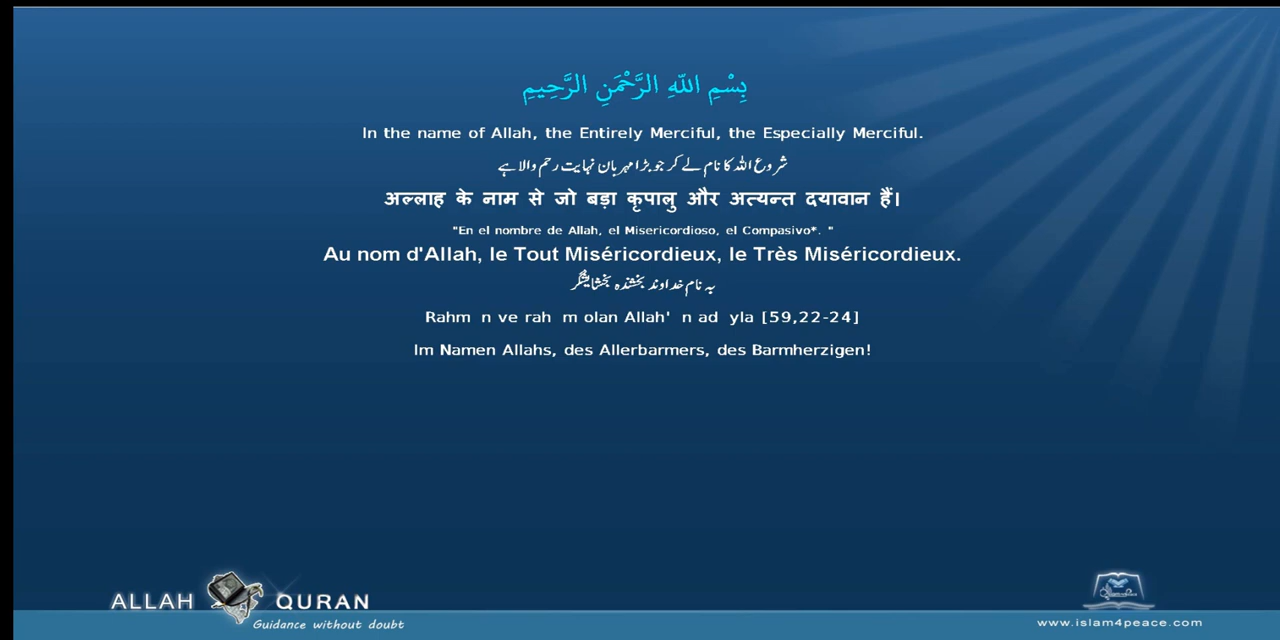 بِسْمِ اللّهِ الرَّحْمَنِ الرَّحِيمِ
In the name of Allah, the Entirely Merciful, the Especially Merciful.
شروع اللہ کا نام لے کر جو بڑا مہربان نہایت رحم والا ہے
अल्लाह के नाम से जो बड़ा कृपालु और अत्यन्त दयावान हैं।
"En el nombre de Allah, el Misericordioso, el Compasivo*. "
Au nom d'Allah, le Tout Miséricordieux, le Très Miséricordieux.
بہ نام خداوند بخشنده بخشایشگر
Rahm n ve rah m olan Allah' n ad yla [59,22-24]
Im Namen Allahs, des Allerbarmers, des Barmherzigen!
ALLAH QURAN
Guidance without doubt
www.islam4peace.com